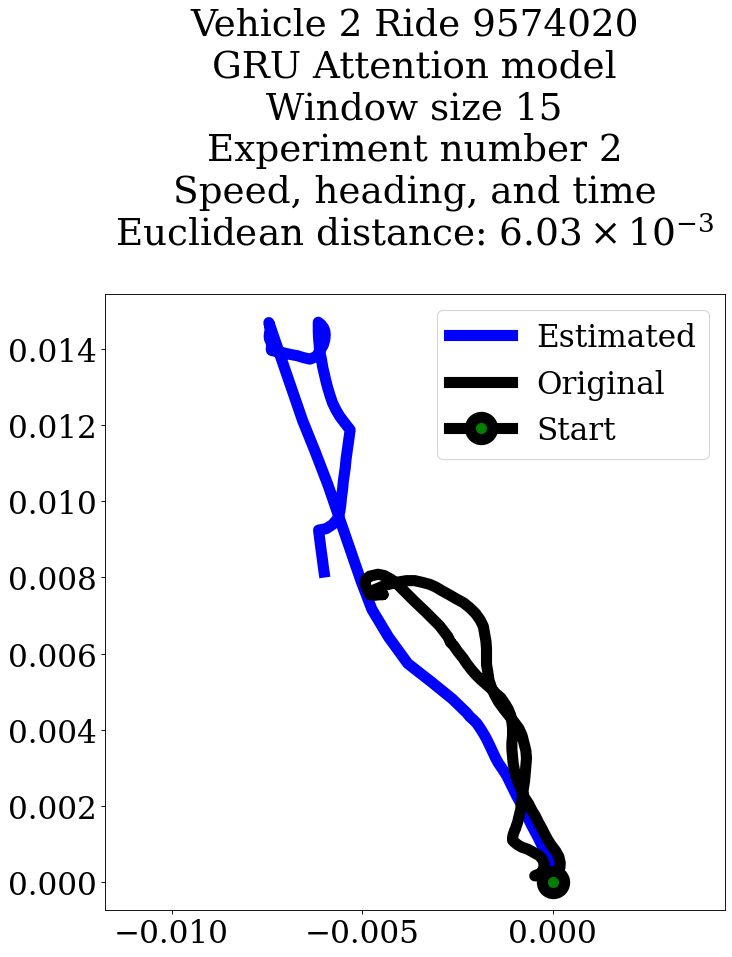 Vehicle 2 Ride 9574020
GRU Attention model
Window size 15
Experiment number 2
Speed, heading, and time
Euclidean distance: 6.03 × 10⁻³
Estimated
Original
Start
0.014
0.012
0.010
0.008
0.006
0.004
0.002
0.000
−0.010
−0.005
0.000